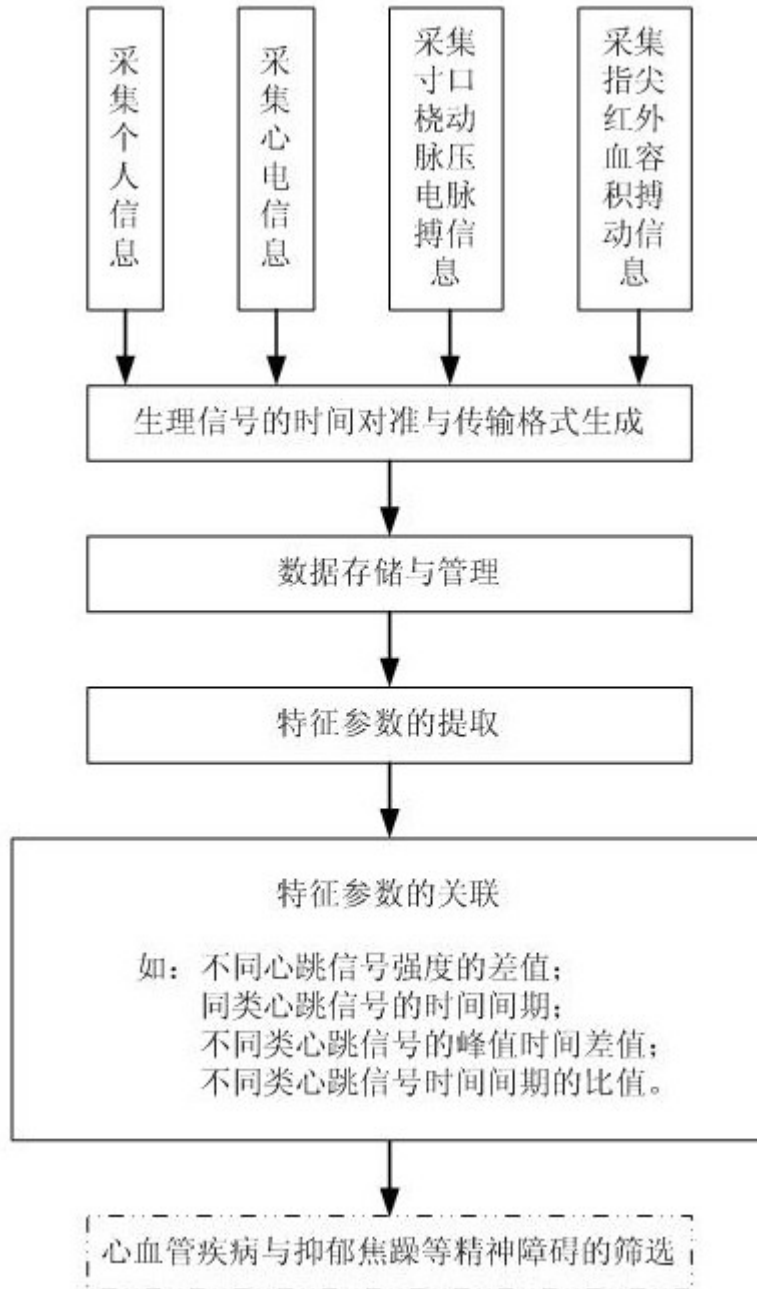 采集个人信息
采集心电信息
采集寸口桡动脉压电脉搏信息
采集指尖红外血容积搏动信息
生理信号的时间对准与传输格式生成
数据存储与管理
特征参数的提取
特征参数的关联
如：不同心跳信号强度的差值；
同类心跳信号的时间间期；
不同类心跳信号的峰值时间差值；
不同类心跳信号时间间期的比值。
心血管疾病与抑郁焦躁等精神障碍的筛选